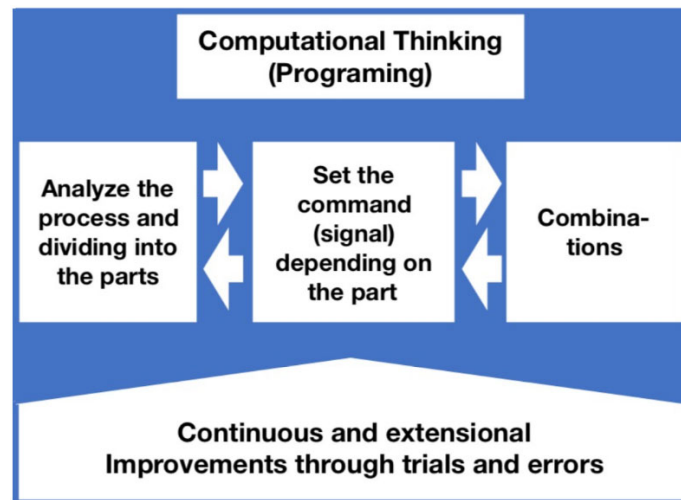 Computational Thinking
(Programing)
Analyze the
process and
dividing into
the parts
Set the
command
(signal)
depending on
the part
Combina-
tions
Continuous and extensional
Improvements through trials and errors